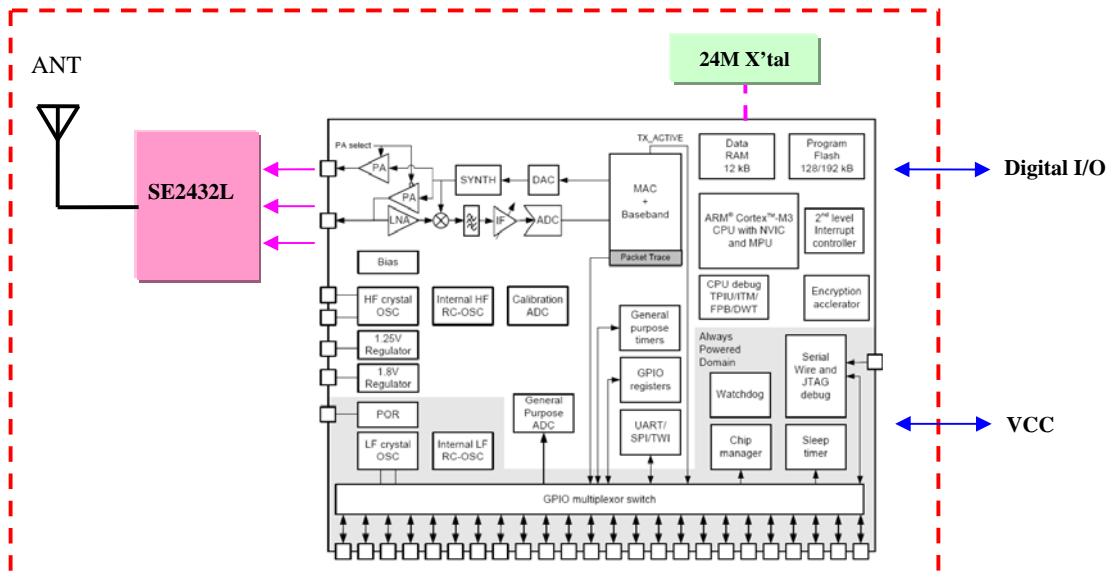 24M X'tal
ANT
SE2432L
PA select
PA
PA
LNA
SYNTH
DAC
IF
ADC
TX_ACTIVE
MAC
+
Baseband
Packet Trace
Data
RAM
12 kB
Program
Flash
128/192 kB
Digital I/O
ARM® Cortex™-M3
CPU with NVIC
and MPU
2nd level
Interrupt
controller
Bias
HF crystal
OSC
Internal HF
RC-OSC
Calibration
ADC
CPU debug
TPIU/ITM/
FPB/DWT
Encryption
acclerator
1.25V
Regulator
General
purpose
timers
Always
Powered
Domain
Serial
Wire and
JTAG
debug
1.8V
Regulator
GPIO
registers
Watchdog
POR
General
Purpose
ADC
UART/
SPI/TWI
VCC
LF crystal
OSC
Internal LF
RC-OSC
Chip
manager
Sleep
timer
GPIO multiplexor switch